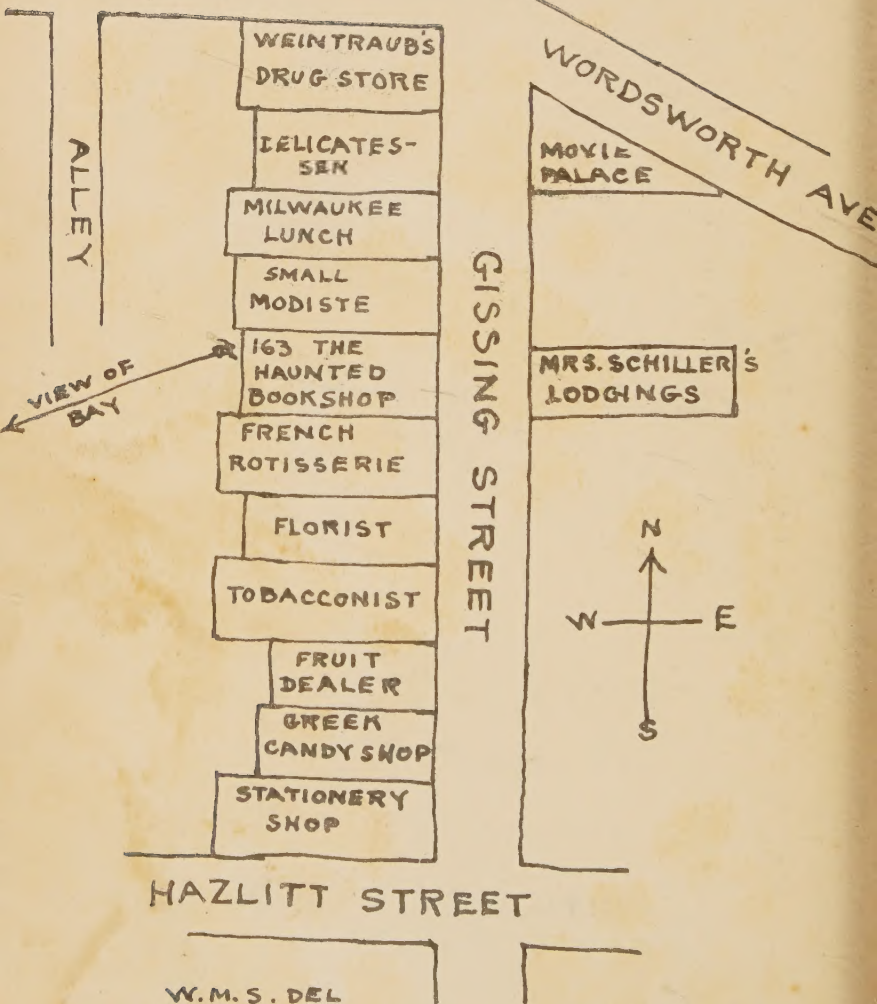 WEINTRAUB'S
DRUG STORE
DELICATES-
SEN
MILWAUKEE
LUNCH
SMALL
MODISTE
163 THE
HAUNTED
BOOKSHOP
FRENCH
ROTISSERIE
FLORIST
TOBACCONIST
FRUIT
DEALER
GREEK
CANDY SHOP
STATIONERY
SHOP
ALLEY
VIEW OF
BAY
GISSING STREET
WORDSWORTH AVE
MOVIE
PALACE
MRS. SCHILLER'S
LODGINGS
N
W E
S
HAZLITT STREET
W.M.S. DEL